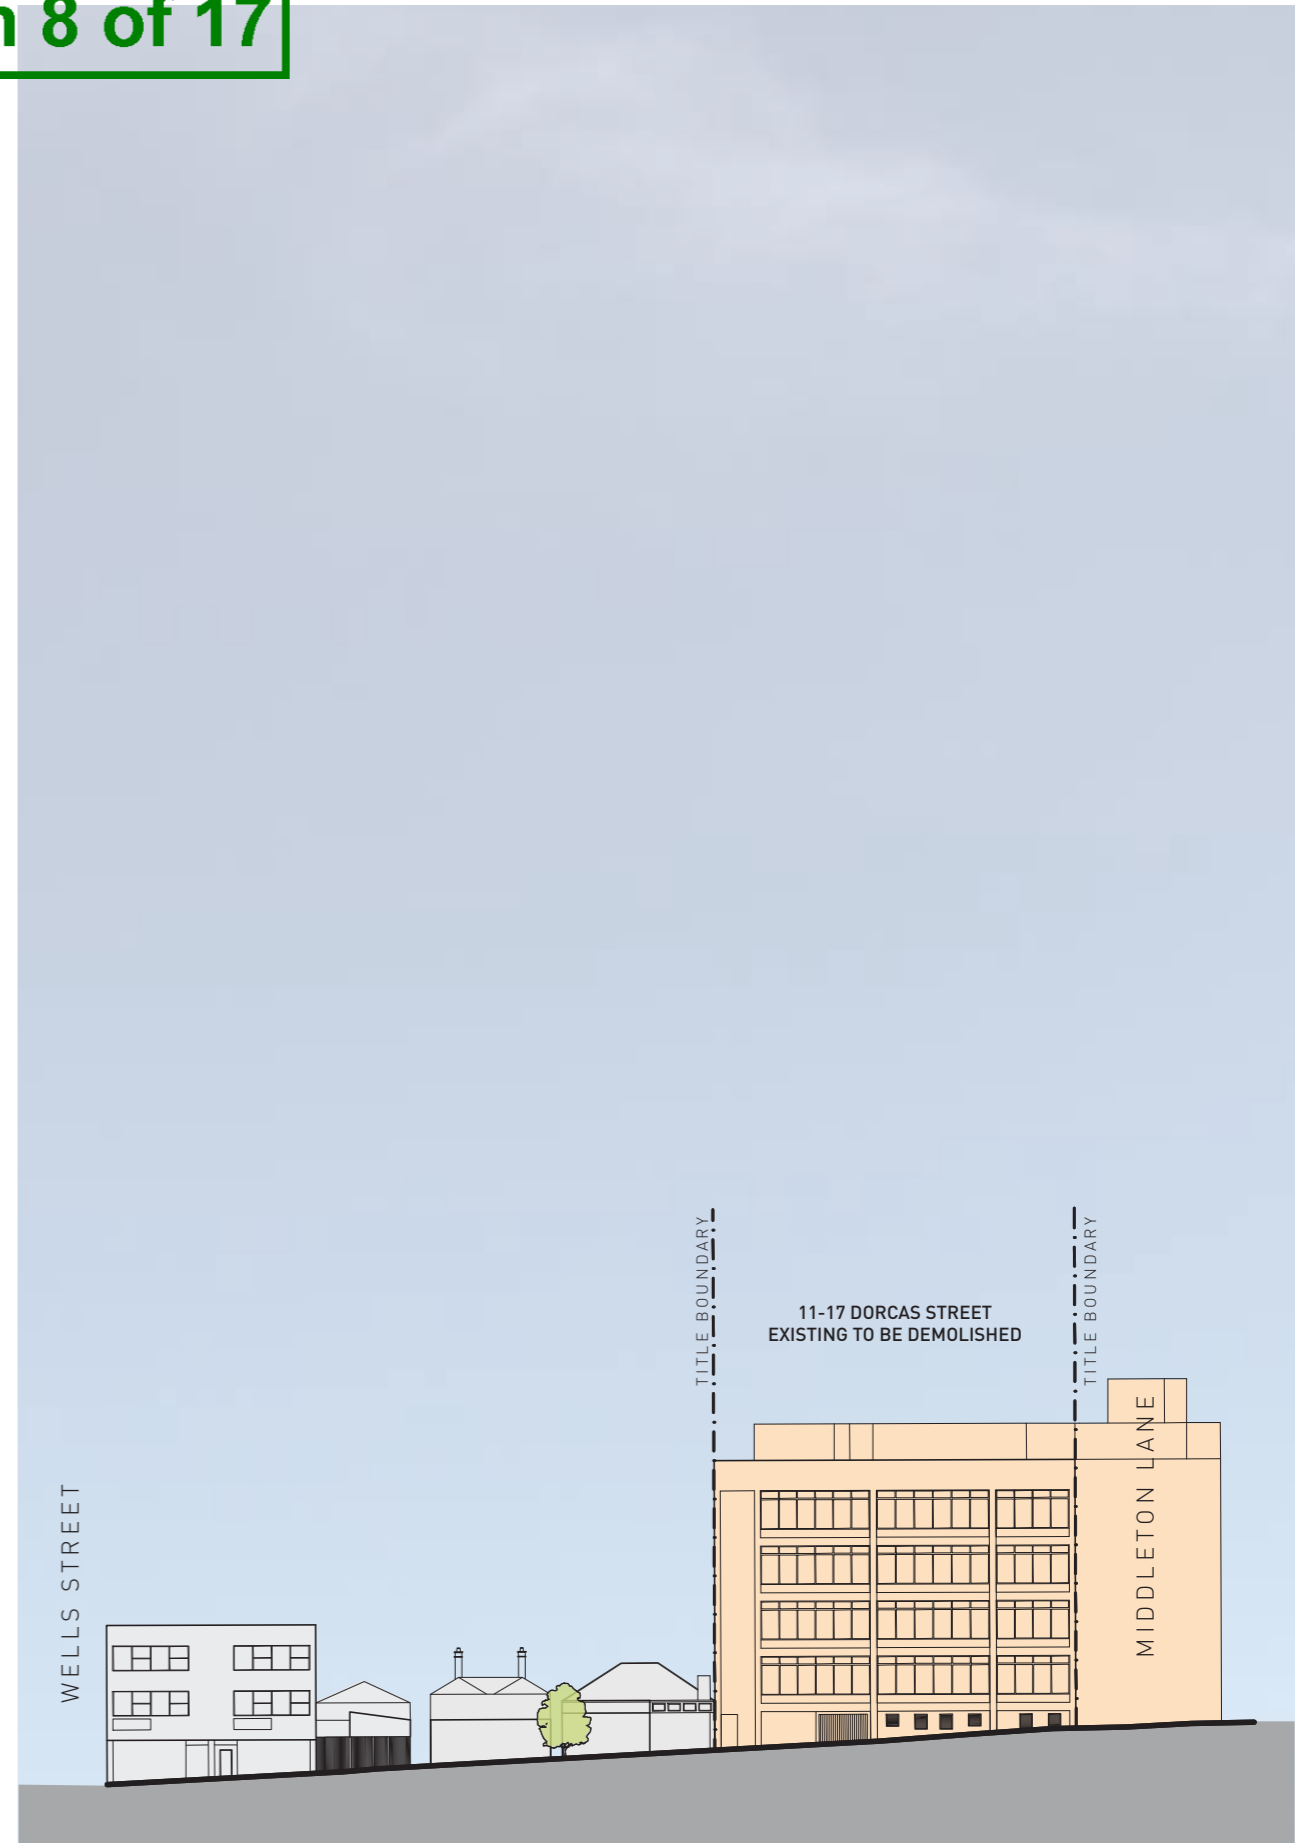 8 of 17
TITLE BOUNDARY
11-17 DORCAS STREET
EXISTING TO BE DEMOLISHED
TITLE BOUNDARY
MIDDLETON LANE
WELLS STREET